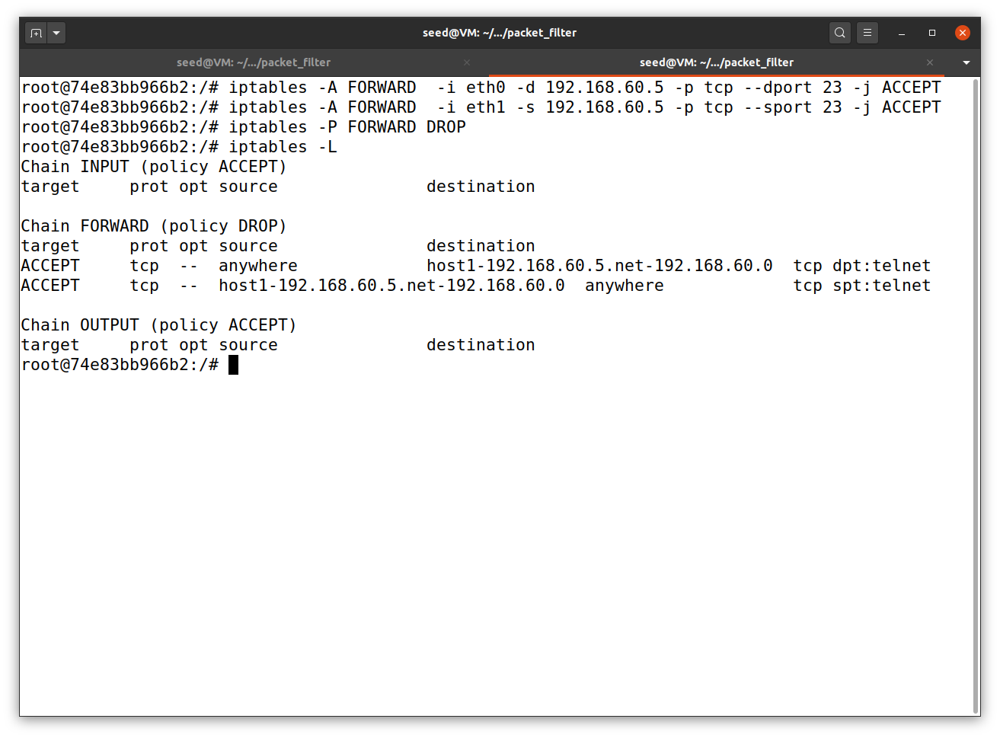 seed@VM: ~/.../packet_filter
seed@VM: ~/.../packet_filter
seed@VM: ~/.../packet_filter
root@74e83bb966b2:/# iptables -A FORWARD  -i eth0 -d 192.168.60.5 -p tcp --dport 23 -j ACCEPT
root@74e83bb966b2:/# iptables -A FORWARD  -i eth1 -s 192.168.60.5 -p tcp --sport 23 -j ACCEPT
root@74e83bb966b2:/# iptables -P FORWARD DROP
root@74e83bb966b2:/# iptables -L
Chain INPUT (policy ACCEPT)
target     prot opt source               destination
Chain FORWARD (policy DROP)
target     prot opt source               destination
ACCEPT     tcp  --  anywhere             host1-192.168.60.5.net-192.168.60.0  tcp dpt:telnet
ACCEPT     tcp  --  host1-192.168.60.5.net-192.168.60.0  anywhere             tcp spt:telnet
Chain OUTPUT (policy ACCEPT)
target     prot opt source               destination
root@74e83bb966b2:/#